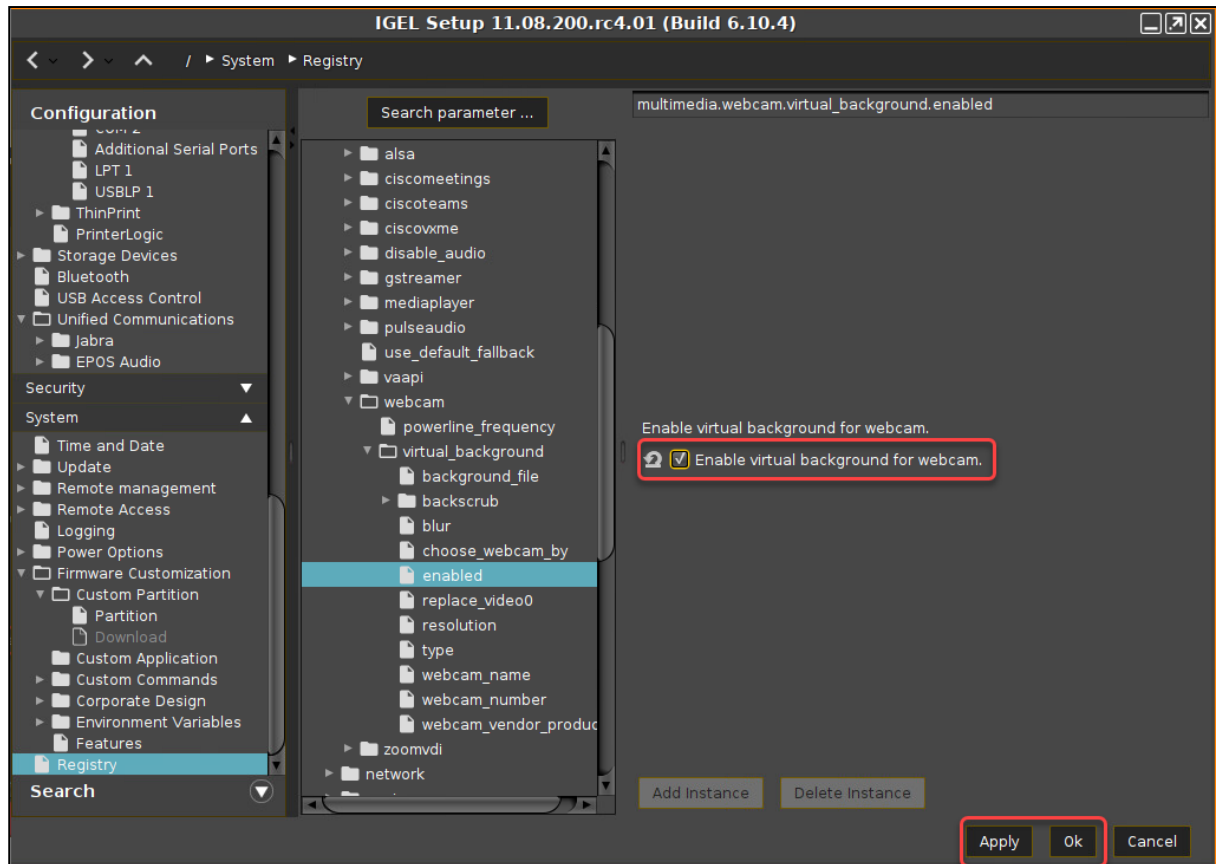 IGEL Setup 11.08.200.rc4.01 (Build 6.10.4)
/ System Registry
Configuration
Additional Serial Ports
LPT 1
USBLP 1
ThinPrint
PrinterLogic
Storage Devices
Bluetooth
USB Access Control
Unified Communications
Jabra
EPOS Audio
Security
System
Time and Date
Update
Remote management
Remote Access
Logging
Power Options
Firmware Customization
Custom Partition
Partition
Download
Custom Application
Custom Commands
Corporate Design
Environment Variables
Features
Registry
Search
Search parameter ...
alsa
ciscomeetings
ciscoteams
ciscovxme
disable_audio
gstreamer
mediaplayer
pulseaudio
use_default_fallback
vaapi
webcam
powerline_frequency
virtual_background
background_file
backscrub
blur
choose_webcam_by
enabled
replace_video0
resolution
type
webcam_name
webcam_number
webcam_vendor_produc
zoomvdi
network
multimedia.webcam.virtual_background.enabled
Enable virtual background for webcam.
Enable virtual background for webcam.
Add Instance Delete Instance
Apply Ok Cancel